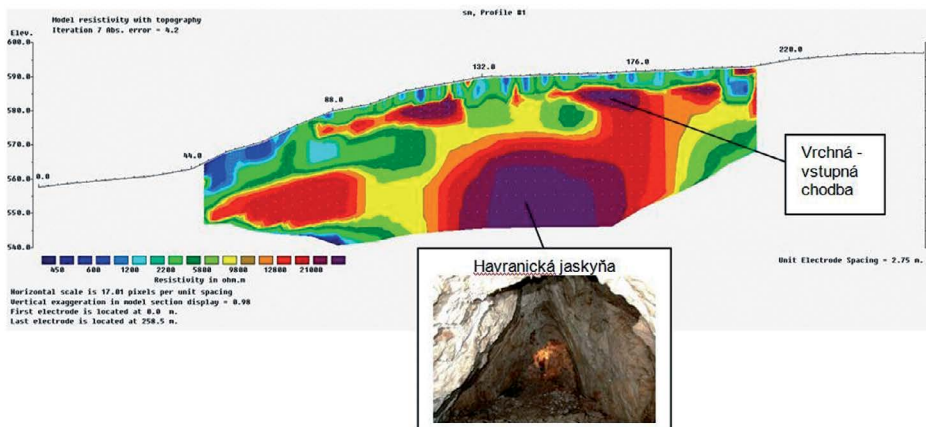 sm, Profile #1
Model resistivity with topography
Iteration 7 Abs. error = 4.2
Elev.
600.0
590.0
580.0
570.0
560.0
550.0
540.0
0.0
44.0
88.0
132.0
176.0
220.0
Vrchná -
vstupná
chodba
450 600 1200 2200 5800 9800 12800 21000
Resistivity in ohm.m
Unit Electrode Spacing = 2.75 m.
Horizontal scale is 17.01 pixels per unit spacing
Vertical exaggeration in model section display = 0.98
First electrode is located at 0.0 m.
Last electrode is located at 258.5 m.
Havranická jaskyňa